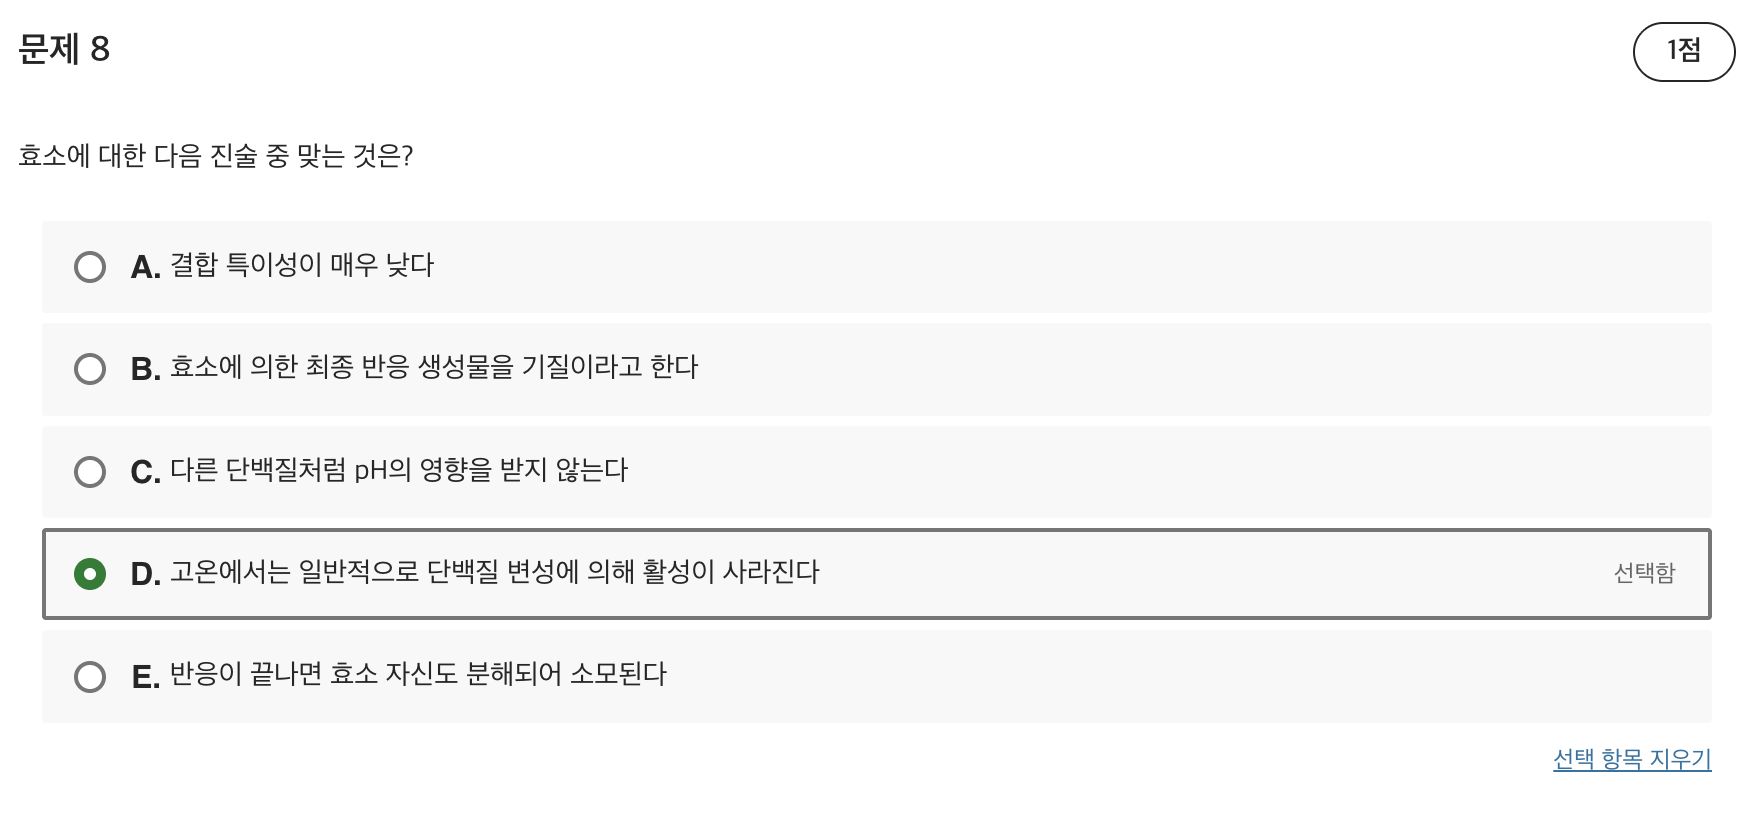 문제 8
1점
효소에 대한 다음 진술 중 맞는 것은?
A. 결합 특이성이 매우 낮다
B. 효소에 의한 최종 반응 생성물을 기질이라고 한다
C. 다른 단백질처럼 pH의 영향을 받지 않는다
D. 고온에서는 일반적으로 단백질 변성에 의해 활성이 사라진다
선택함
E. 반응이 끝나면 효소 자신도 분해되어 소모된다
선택 항목 지우기